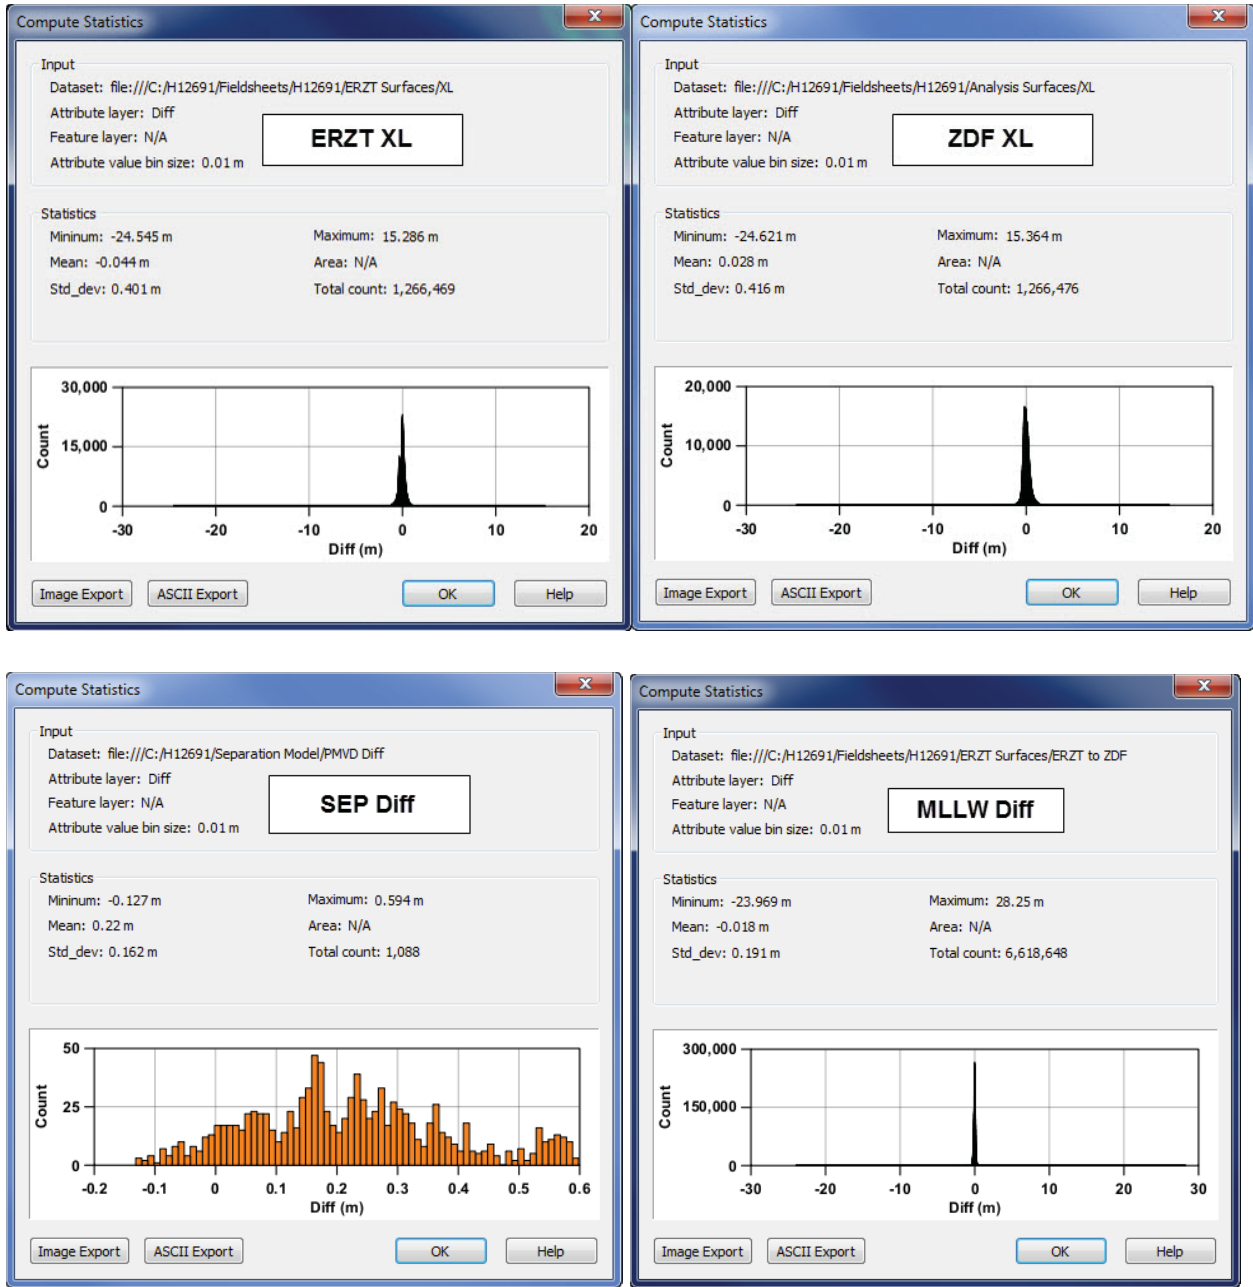 Compute Statistics
x
Input
Dataset: file:///C:/H12691/Fieldsheets/H12691/ERZT Surfaces/XL
Attribute layer: Diff
Feature layer: N/A
Attribute value bin size: 0.01 m
ERZT XL
Statistics
Mininum: -24.545 m
Maximum: 15.286 m
Mean: -0.044 m
Area: N/A
Std_dev: 0.401 m
Total count: 1,266,469
30,000
15,000
0
Count
-30 -20 -10 0 10 20
Diff (m)
Image Export ASCII Export OK Help
Compute Statistics
x
Input
Dataset: file:///C:/H12691/Fieldsheets/H12691/Analysis Surfaces/XL
Attribute layer: Diff
Feature layer: N/A
Attribute value bin size: 0.01 m
ZDF XL
Statistics
Mininum: -24.621 m
Maximum: 15.364 m
Mean: 0.028 m
Area: N/A
Std_dev: 0.416 m
Total count: 1,266,476
20,000
10,000
0
Count
-30 -20 -10 0 10 20
Diff (m)
Image Export ASCII Export OK Help
Compute Statistics
x
Input
Dataset: file:///C:/H12691/Separation Model/PMVD Diff
Attribute layer: Diff
Feature layer: N/A
Attribute value bin size: 0.01 m
SEP Diff
Statistics
Mininum: -0.127 m
Maximum: 0.594 m
Mean: 0.22 m
Area: N/A
Std_dev: 0.162 m
Total count: 1,088
50
25
0
Count
-0.2 -0.1 0 0.1 0.2 0.3 0.4 0.5 0.6
Diff (m)
Image Export ASCII Export OK Help
Compute Statistics
x
Input
Dataset: file:///C:/H12691/Fieldsheets/H12691/ERZT Surfaces/ERZT to ZDF
Attribute layer: Diff
Feature layer: N/A
Attribute value bin size: 0.01 m
MLLW Diff
Statistics
Mininum: -23.969 m
Maximum: 28.25 m
Mean: -0.018 m
Area: N/A
Std_dev: 0.191 m
Total count: 6,618,648
300,000
150,000
0
Count
-30 -20 -10 0 10 20 30
Diff (m)
Image Export ASCII Export OK Help